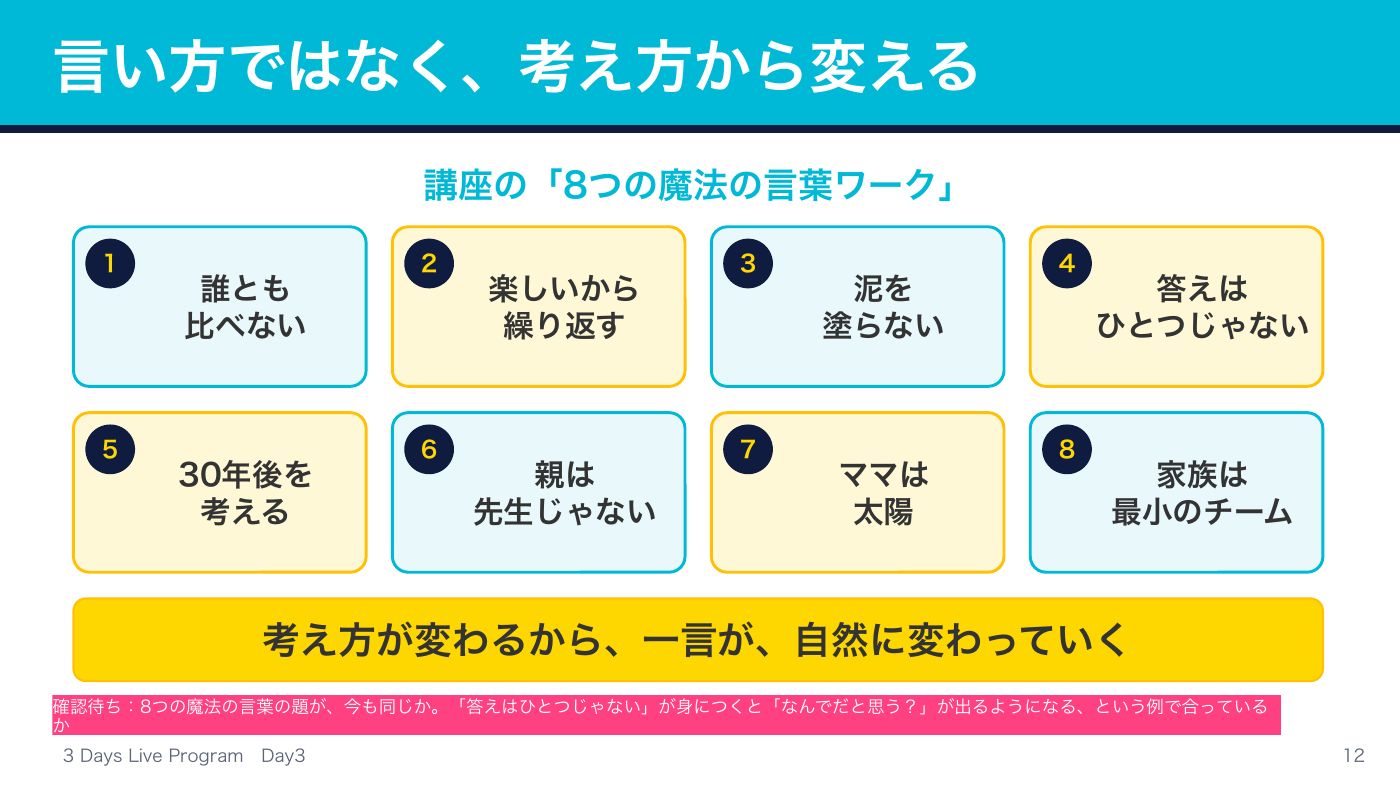 言い方ではなく、考え方から変える
講座の「8つの魔法の言葉ワーク」
1
誰とも
比べない
2
楽しいから
繰り返す
3
泥を
塗らない
4
答えは
ひとつじゃない
5
30年後を
考える
6
親は
先生じゃない
7
ママは
太陽
8
家族は
最小のチーム
考え方が変わるから、一言が、自然に変わっていく
確認待ち：8つの魔法の言葉の題が、今も同じか。「答えはひとつじゃない」が身につくと「なんでだと思う？」が出るようになる、という例で合っている
か
3 Days Live Program　Day3
12